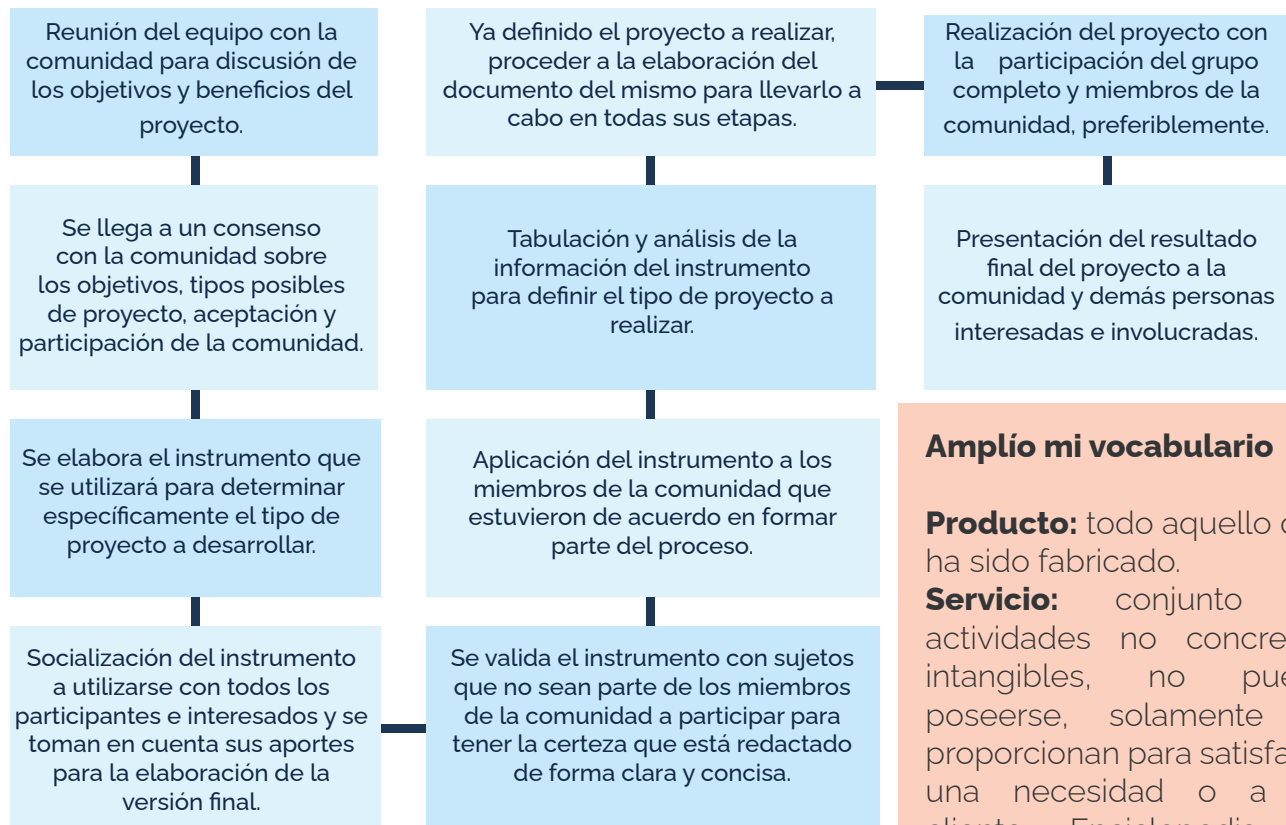 Reunión del equipo con la
comunidad para discusión de
los objetivos y beneficios del
proyecto.
Se llega a un consenso
con la comunidad sobre
los objetivos, tipos posibles
de proyecto, aceptación y
participación de la comunidad.
Se elabora el instrumento que
se utilizará para determinar
específicamente el tipo de
proyecto a desarrollar.
Socialización del instrumento
a utilizarse con todos los
participantes e interesados y se
toman en cuenta sus aportes
para la elaboración de la
versión final.
Se valida el instrumento con sujetos
que no sean parte de los miembros
de la comunidad a participar para
tener la certeza que está redactado
de forma clara y concisa.
Aplicación del instrumento a los
miembros de la comunidad que
estuvieron de acuerdo en formar
parte del proceso.
Tabulación y análisis de la
información del instrumento
para definir el tipo de proyecto a
realizar.
Ya definido el proyecto a realizar,
proceder a la elaboración del
documento del mismo para llevarlo a
cabo en todas sus etapas.
Realización del proyecto con
la participación del grupo
completo y miembros de la
comunidad, preferiblemente.
Presentación del resultado
final del proyecto a la
comunidad y demás personas
interesadas e involucradas.
Amplío mi vocabulario
Producto: todo aquello
ha sido fabricado.
Servicio: conjunto
actividades no
intangibles, no
poseerse, solamente
proporcionan para
una necesidad o a